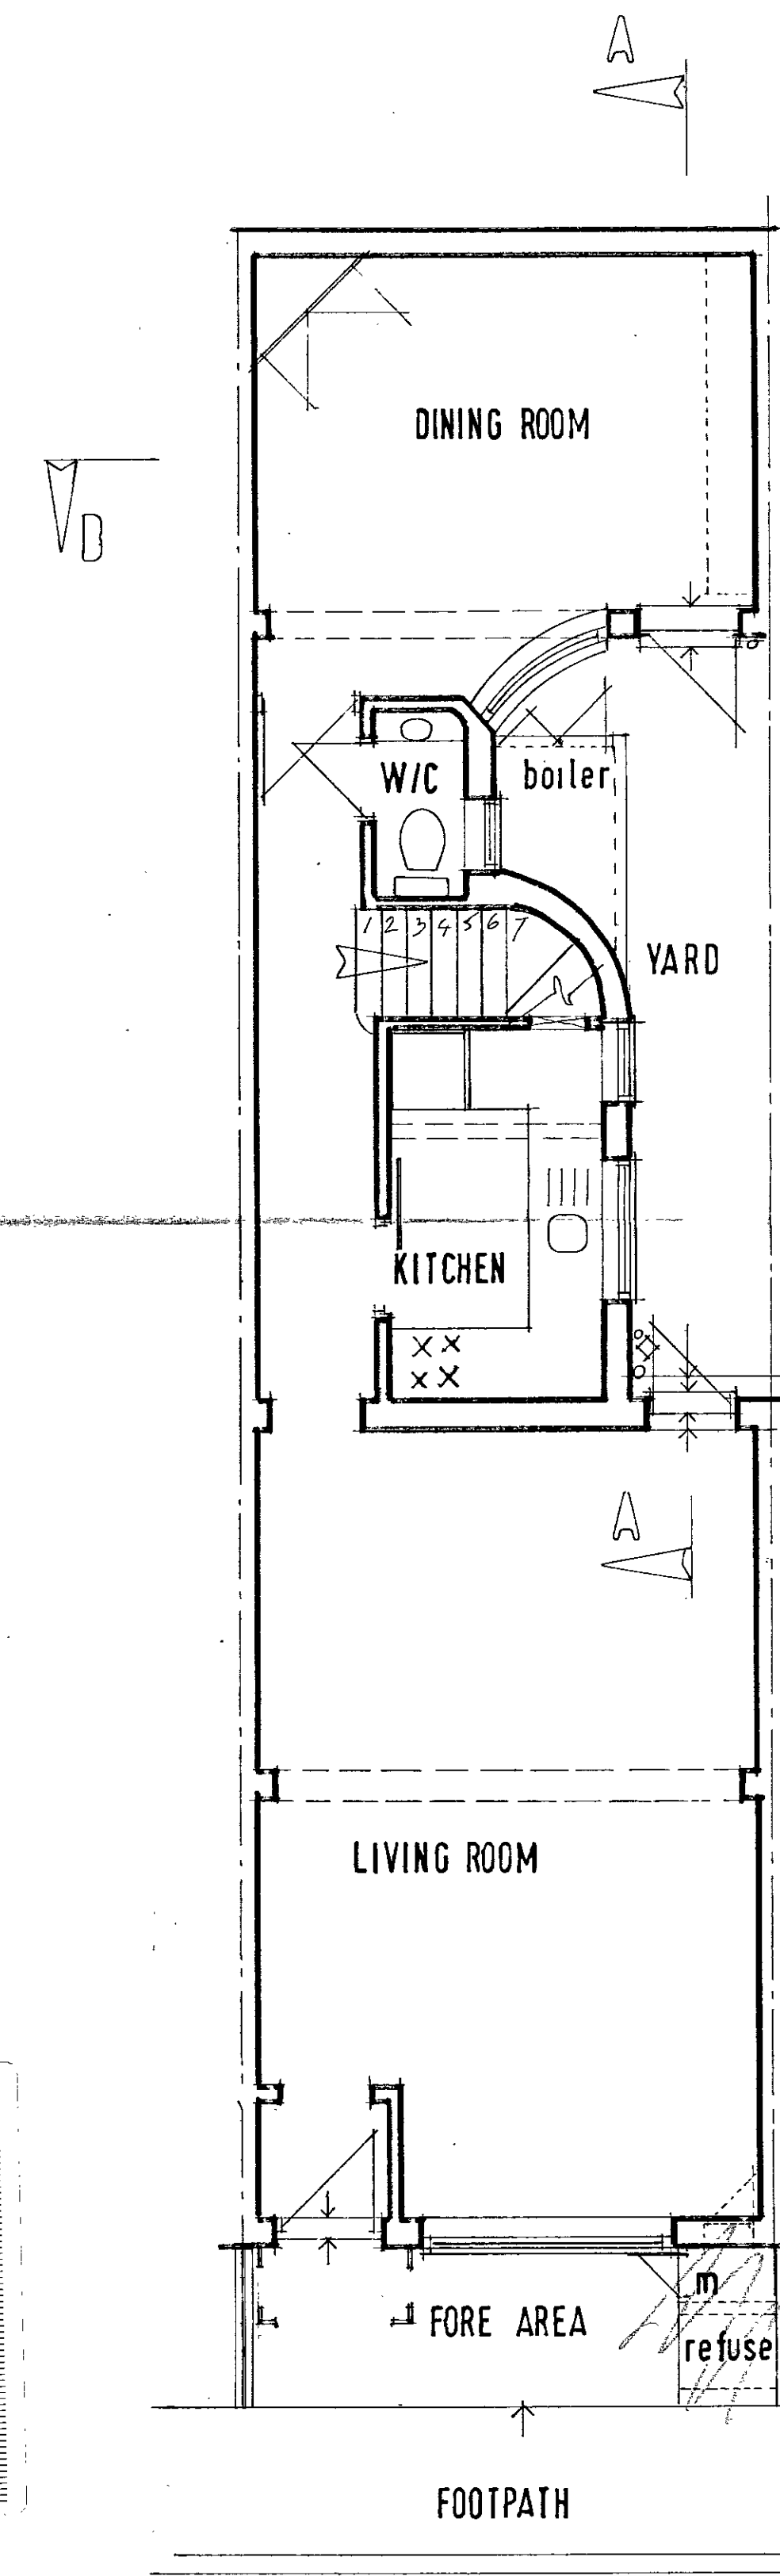 A
DINING ROOM
B
W/C
boiler
1 2 3 4 5 6 7
YARD
KITCHEN
A
LIVING ROOM
m
FORE AREA
refuse
FOOTPATH